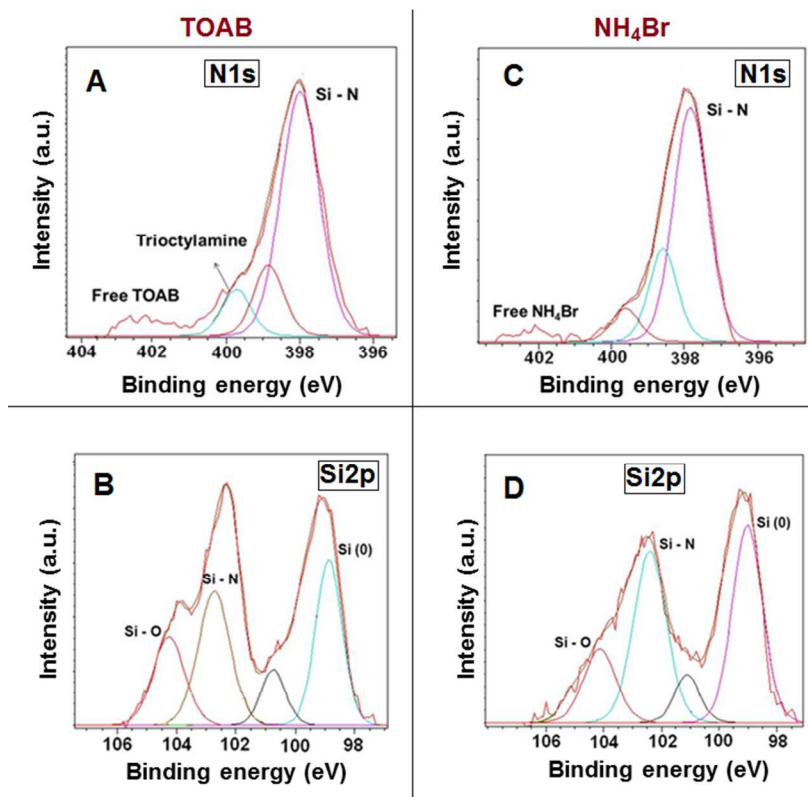 TOAB
NH₄Br
A
N1s
Si - N
Trioctylamine
Free TOAB
Intensity (a.u.)
404 402 400 398 396
Binding energy (eV)
C
N1s
Si - N
Free NH₄Br
Intensity (a.u.)
402 400 398 396
Binding energy (eV)
B
Si2p
Si (0)
Si - N
Si - O
Intensity (a.u.)
106 104 102 100 98
Binding energy (eV)
D
Si2p
Si (0)
Si - N
Si - O
Intensity (a.u.)
106 104 102 100 98
Binding energy (eV)